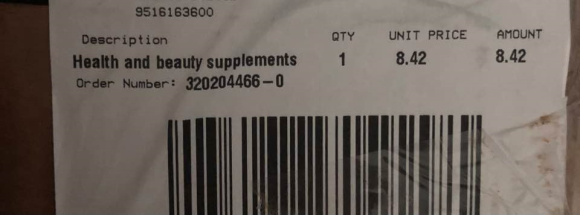 9516163600
Description QTY UNIT PRICE AMOUNT
Health and beauty supplements 1 8.42 8.42
Order Number: 320204466-0